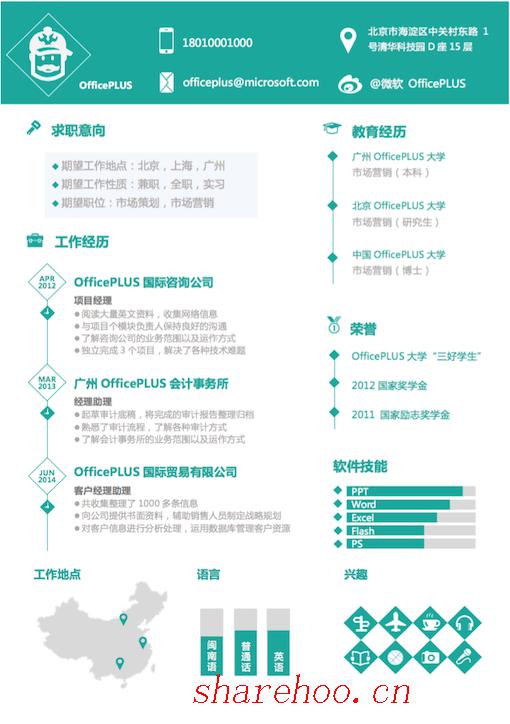 OfficePLUS
18010001000
officeplus@microsoft.com
北京市海淀区中关村东路 1
号清华科技园 D 座 15 层
@微软 OfficePLUS
求职意向
期望工作地点：北京，上海，广州
期望工作性质：兼职，全职，实习
期望职位：市场策划，市场营销
工作经历
APR
2012
OfficePLUS 国际咨询公司
项目经理
阅读大量英文资料，收集网络信息
与项目个模块负责人保持良好的沟通
了解咨询公司的业务范围以及运作方式
独立完成 3 个项目，解决了各种技术难题
MAR
2013
广州 OfficePLUS 会计事务所
经理助理
起草审计底稿，将完成的审计报告整理归档
熟悉了审计流程，了解各种审计方式
了解会计事务所的业务范围以及运作方式
JUN
2014
OfficePLUS 国际贸易有限公司
客户经理助理
共收集整理了 1000 多条信息
向公司提供书面资料，辅助销售人员制定战略规划
对客户信息进行分析处理，运用数据库管理客户资源
教育经历
广州 OfficePLUS 大学
市场营销（本科）
北京 OfficePLUS 大学
市场营销（研究生）
中国 OfficePLUS 大学
市场营销（博士）
荣誉
OfficePLUS 大学“三好学生”
2012 国家奖学金
2011 国家励志奖学金
软件技能
PPT
Word
Excel
Flash
PS
工作地点
语言
闽南语
普通话
英语
兴趣
sharehoo.cn